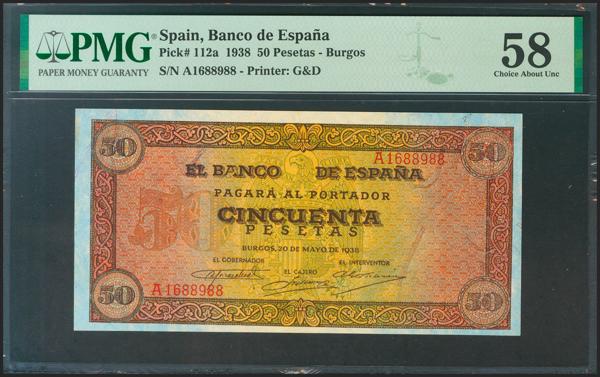 PMG®
PAPER MONEY GUARANTY
Spain, Banco de España
Pick# 112a 1938 50 Pesetas - Burgos
S/N A1688988 - Printer: G&D
58
Choice About Unc
50
50
A1688988
EL BANCO DE ESPAÑA
PAGARÁ AL PORTADOR
50
CINCUENTA
PESETAS
BURGOS, 20 DE MAYO DE 1938
EL GOBERNADOR
EL CAJERO
EL INTERVENTOR
A1688988
50
50